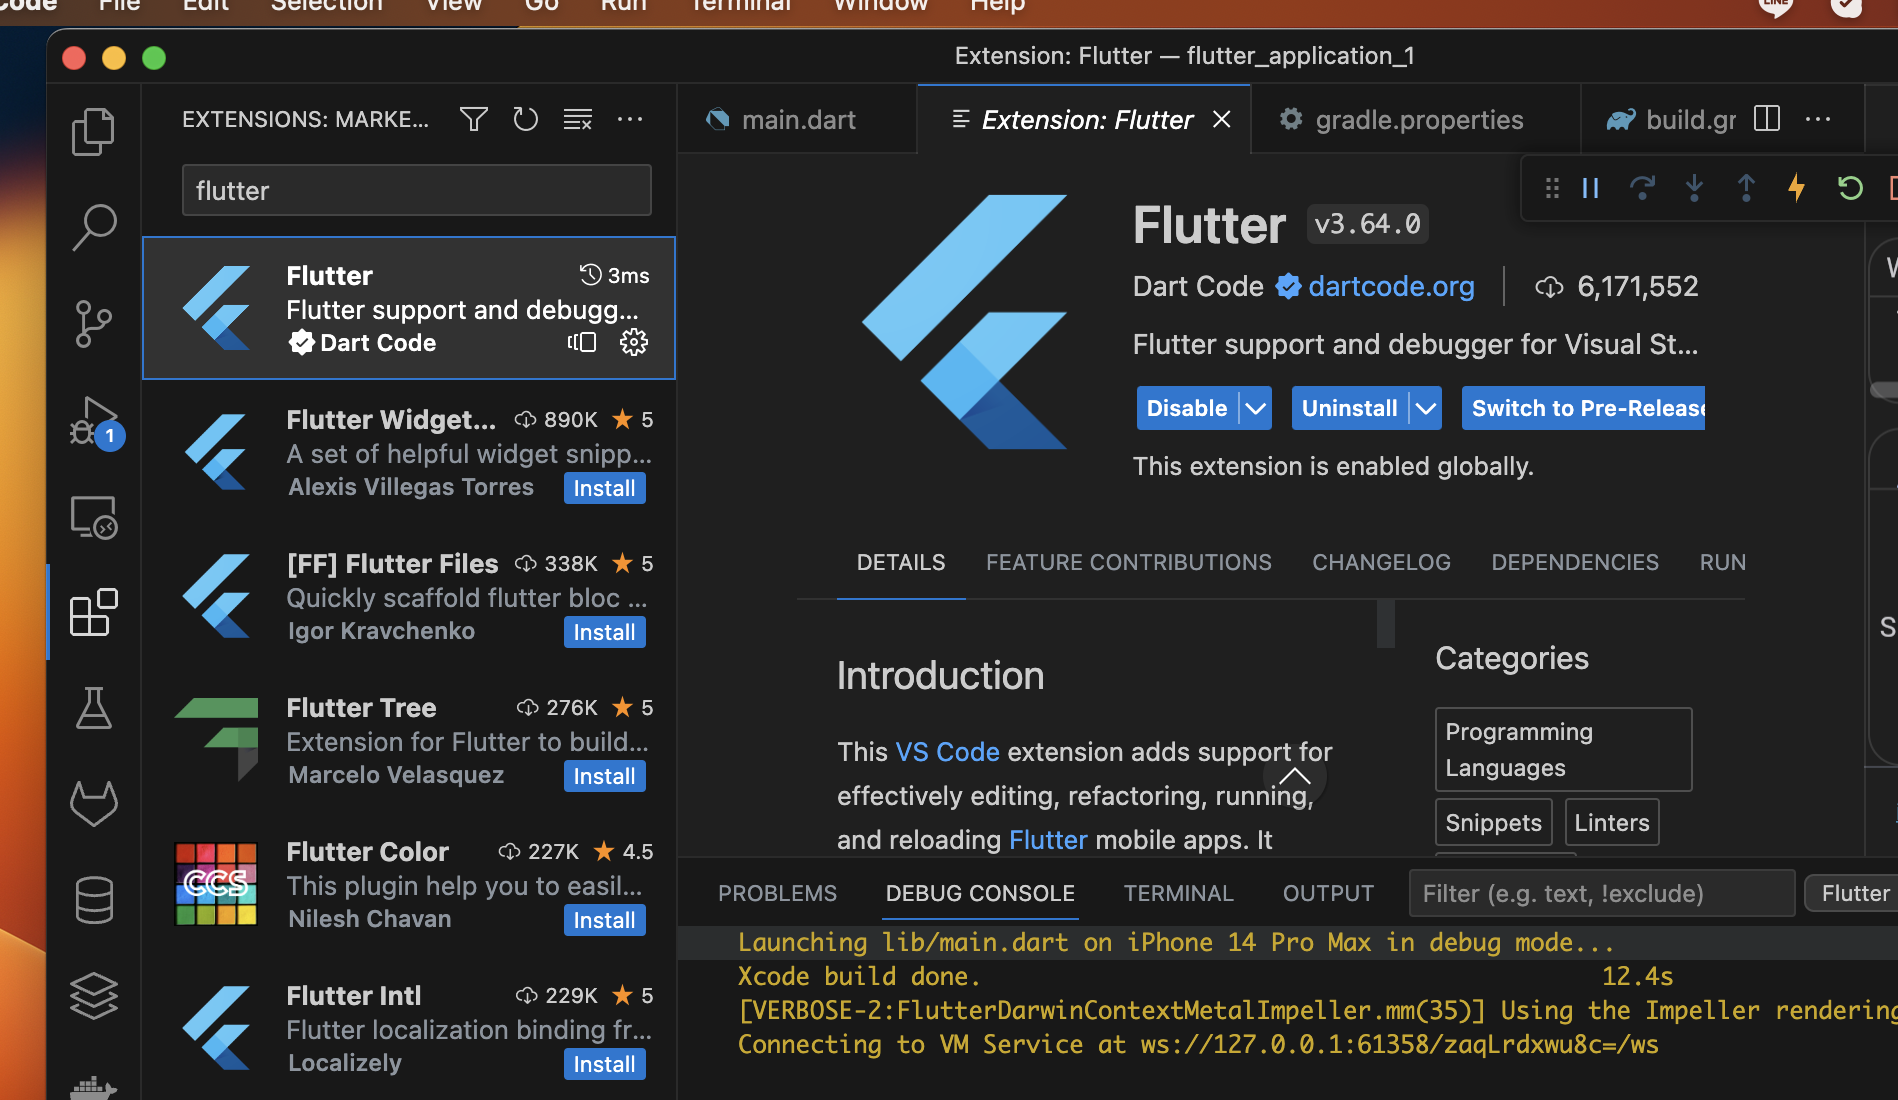 Code File Edit Selection View Go Run Terminal Window Help
LINE
Extension: Flutter — flutter_application_1
EXTENSIONS: MARKE...
flutter
Flutter 3ms
Flutter support and debugg...
Dart Code
Flutter Widget... 890K 5
A set of helpful widget snipp...
Alexis Villegas Torres Install
[FF] Flutter Files 338K 5
Quickly scaffold flutter bloc ...
Igor Kravchenko Install
Flutter Tree 276K 5
Extension for Flutter to build...
Marcelo Velasquez Install
CCS
Flutter Color 227K 4.5
This plugin help you to easil...
Nilesh Chavan Install
Flutter Intl 229K 5
Flutter localization binding fr...
Localizely Install
1
main.dart
Extension: Flutter
gradle.properties
build.gr
Flutter v3.64.0
Dart Code dartcode.org 6,171,552
Flutter support and debugger for Visual St...
Disable Uninstall Switch to Pre-Release
This extension is enabled globally.
DETAILS FEATURE CONTRIBUTIONS CHANGELOG DEPENDENCIES RUN
Introduction
This VS Code extension adds support for
effectively editing, refactoring, running,
and reloading Flutter mobile apps. It
Categories
Programming
Languages
Snippets
Linters
PROBLEMS DEBUG CONSOLE TERMINAL OUTPUT Filter (e.g. text, !exclude) Flutter
Launching lib/main.dart on iPhone 14 Pro Max in debug mode...
Xcode build done. 12.4s
[VERBOSE-2:FlutterDarwinContextMetalImpeller.mm(35)] Using the Impeller rendering
Connecting to VM Service at ws://127.0.0.1:61358/zaqLrdxwu8c=/ws